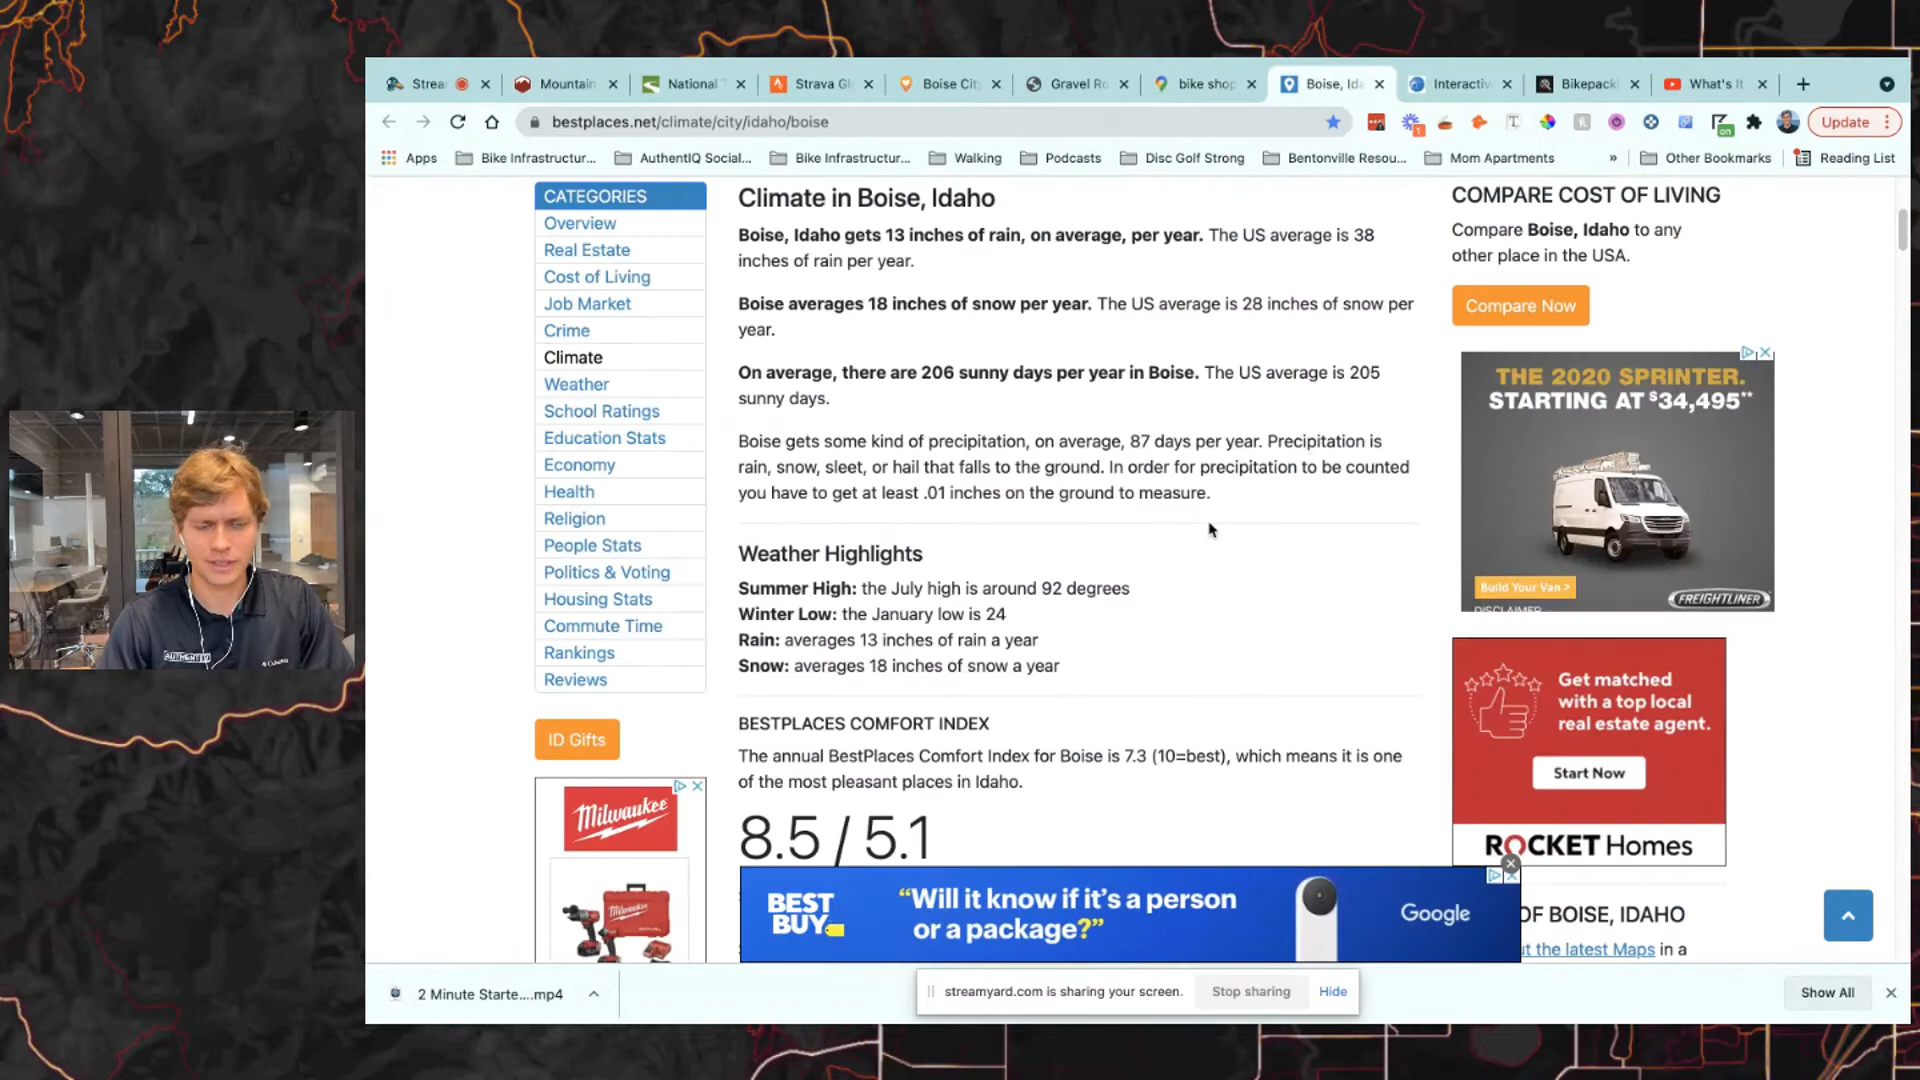 Strea
Mountain
National T
Strava Gl
Boise City
Gravel Ro
bike shop
Boise, Ida
Interactiv
Bikepack
What's It
bestplaces.net/climate/city/idaho/boise
Update
Apps
Bike Infrastructur...
AuthentIQ Social...
Bike Infrastructur...
Walking
Podcasts
Disc Golf Strong
Bentonville Resou...
Mom Apartments
»
Other Bookmarks
Reading List
CATEGORIES
Overview
Real Estate
Cost of Living
Job Market
Crime
Climate
Weather
School Ratings
Education Stats
Economy
Health
Religion
People Stats
Politics & Voting
Housing Stats
Commute Time
Rankings
Reviews
ID Gifts
Milwaukee
Climate in Boise, Idaho
Boise, Idaho gets 13 inches of rain, on average, per year. The US average is 38
inches of rain per year.
Boise averages 18 inches of snow per year. The US average is 28 inches of snow per
year.
On average, there are 206 sunny days per year in Boise. The US average is 205
sunny days.
Boise gets some kind of precipitation, on average, 87 days per year. Precipitation is
rain, snow, sleet, or hail that falls to the ground. In order for precipitation to be counted
you have to get at least .01 inches on the ground to measure.
Weather Highlights
Summer High: the July high is around 92 degrees
Winter Low: the January low is 24
Rain: averages 13 inches of rain a year
Snow: averages 18 inches of snow a year
BESTPLACES COMFORT INDEX
The annual BestPlaces Comfort Index for Boise is 7.3 (10=best), which means it is one
of the most pleasant places in Idaho.
8.5 / 5.1
BEST
BUY
"Will it know if it's a person
or a package?"
Google
COMPARE COST OF LIVING
Compare Boise, Idaho to any
other place in the USA.
Compare Now
THE 2020 SPRINTER.
STARTING AT $34,495**
Build Your Van >
DISCLAIMER
FREIGHTLINER
Get matched
with a top local
real estate agent.
Start Now
ROCKET Homes
OF BOISE, IDAHO
ut the latest Maps in a
2 Minute Starte....mp4
streamyard.com is sharing your screen.
Stop sharing
Hide
Show All